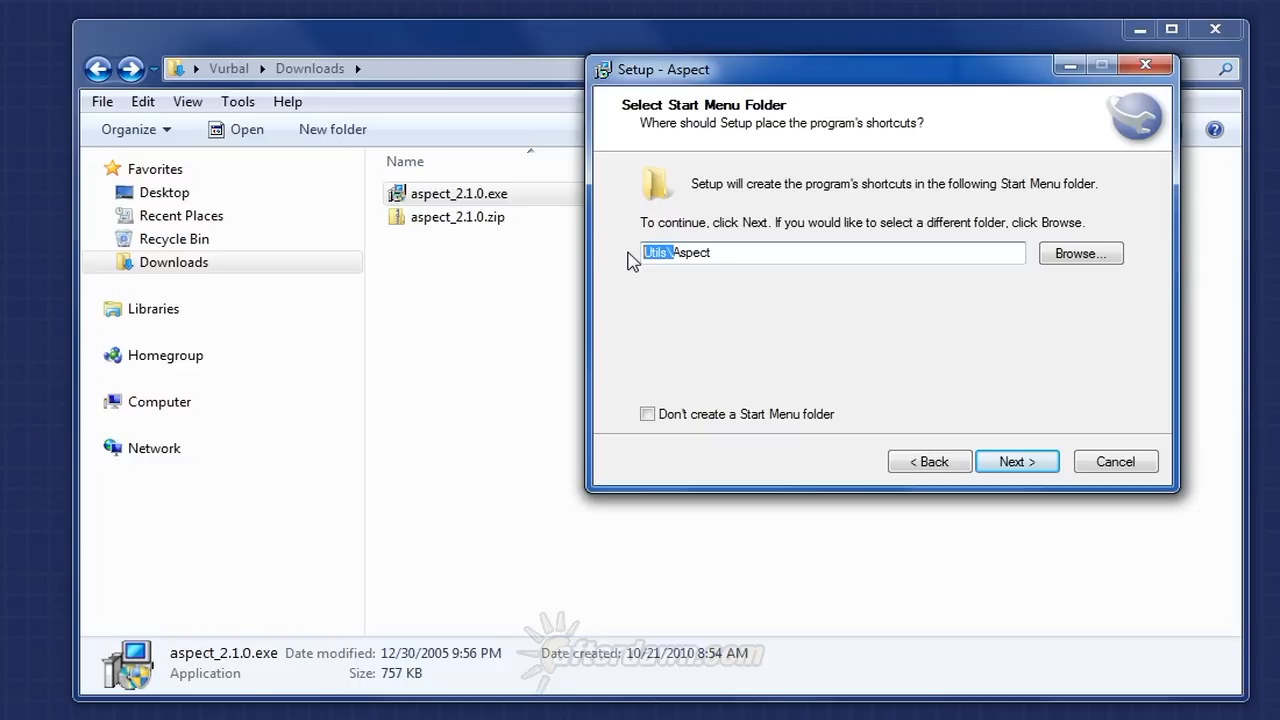 Vurbal
Downloads
File
Edit
View
Tools
Help
Organize
Open
New folder
Favorites
Desktop
Recent Places
Recycle Bin
Downloads
Libraries
Homegroup
Computer
Network
Name
aspect_2.1.0.exe
aspect_2.1.0.zip
Setup - Aspect
Select Start Menu Folder
Where should Setup place the program's shortcuts?
Setup will create the program's shortcuts in the following Start Menu folder.
To continue, click Next. If you would like to select a different folder, click Browse.
Utils\Aspect
Browse...
Don't create a Start Menu folder
< Back
Next >
Cancel
aspect_2.1.0.exe Date modified: 12/30/2005 9:56 PM Date created: 10/21/2010 8:54 AM
Application Size: 757 KB
afterdawn.com